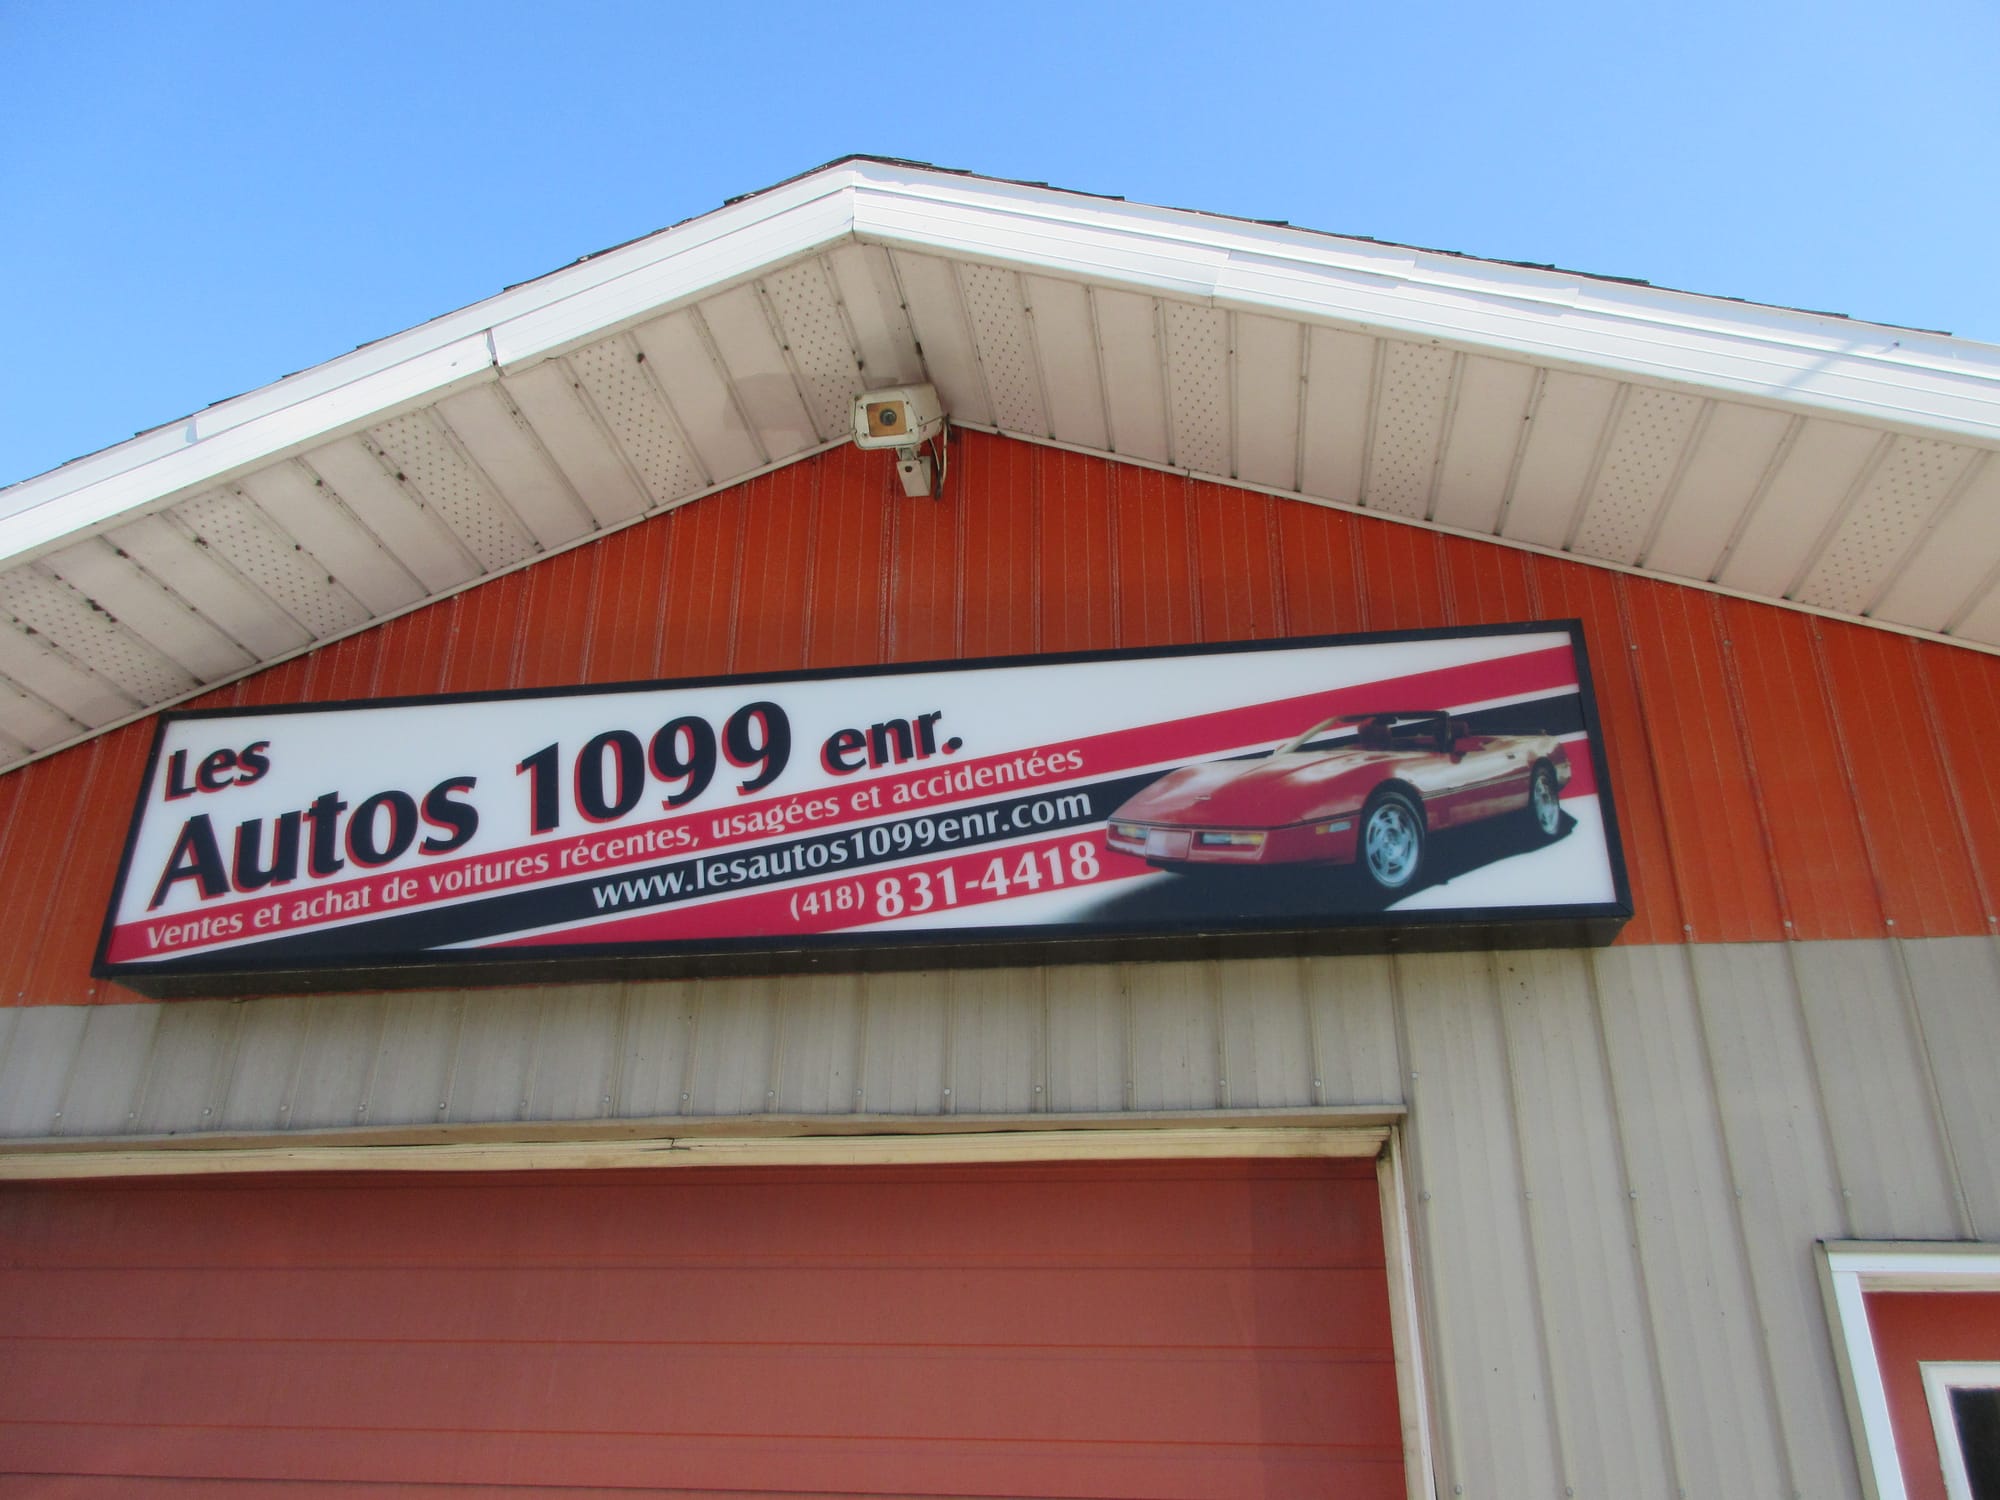 Les
Autos 1099 enr.
Ventes et achat de voitures récentes, usagées et accidentées
www.lesautos1099enr.com
(418) 831-4418